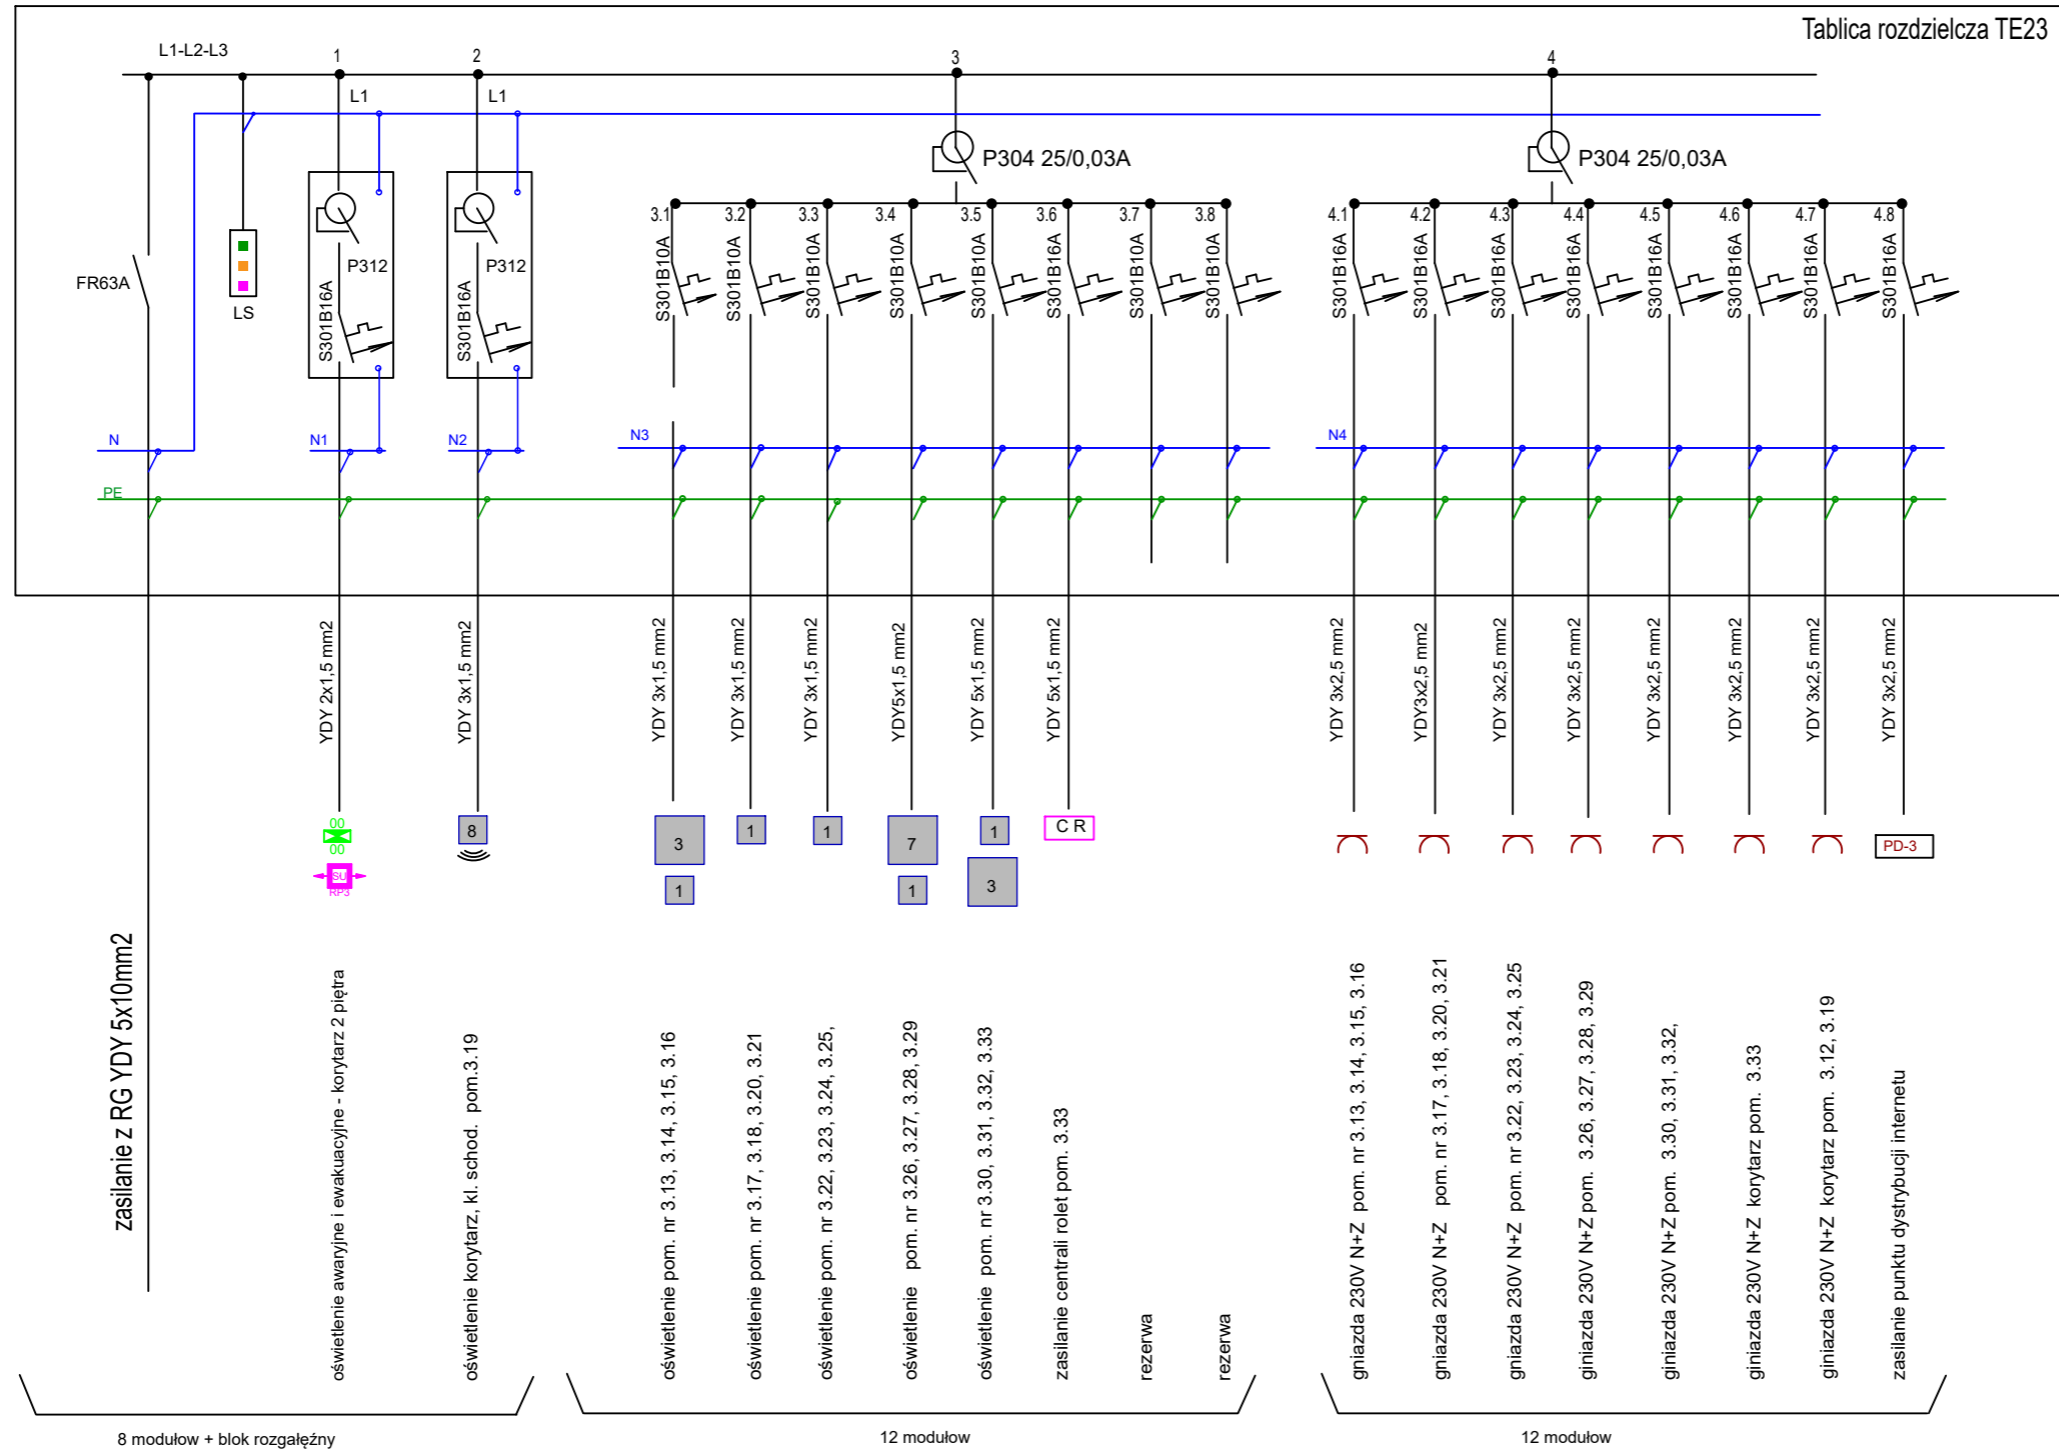 Tablica rozdzielcza TE23
L1-L2-L3
1
2
3
4
L1
L1
P304 25/0,03A
P304 25/0,03A
3.1
3.2
3.3
3.4
3.5
3.6
3.7
3.8
4.1
4.2
4.3
4.4
4.5
4.6
4.7
4.8
FR63A
LS
P312
P312
S301B16A
S301B16A
S301B10A
S301B10A
S301B10A
S301B10A
S301B10A
S301B16A
S301B10A
S301B10A
S301B16A
S301B16A
S301B16A
S301B16A
S301B16A
S301B16A
S301B16A
S301B16A
N
N1
N2
N3
N4
PE
YDY 2x1,5 mm2
YDY 3x1,5 mm2
YDY 3x1,5 mm2
YDY 3x1,5 mm2
YDY 3x1,5 mm2
YDY5x1,5 mm2
YDY 5x1,5 mm2
YDY 5x1,5 mm2
YDY 3x2,5 mm2
YDY3x2,5 mm2
YDY 3x2,5 mm2
YDY 3x2,5 mm2
YDY 3x2,5 mm2
YDY 3x2,5 mm2
YDY 3x2,5 mm2
YDY 3x2,5 mm2
00
00
SU
RP3
8
3
1
1
1
7
1
1
3
C R
PD-3
zasilanie z RG YDY 5x10mm2
oświetlenie awaryjne i ewakuacyjne - korytarz 2 piętra
oświetlenie korytarz, kl. schod. pom.3.19
oświetlenie pom. nr 3.13, 3.14, 3.15, 3.16
oświetlenie pom. nr 3.17, 3.18, 3.20, 3.21
oświetlenie pom. nr 3.22, 3.23, 3.24, 3.25,
oświetlenie pom. nr 3.26, 3.27, 3.28, 3.29
oświetlenie pom. nr 3.30, 3.31, 3.32, 3.33
zasilanie centrali rolet pom. 3.33
rezerwa
rezerwa
gniazda 230V N+Z pom. nr 3.13, 3.14, 3.15, 3.16
gniazda 230V N+Z pom. nr 3.17, 3.18, 3.20, 3.21
gniazda 230V N+Z pom. nr 3.22, 3.23, 3.24, 3.25
giniazda 230V N+Z pom. 3.26, 3.27, 3.28, 3.29
giniazda 230V N+Z pom. 3.30, 3.31, 3.32,
giniazda 230V N+Z korytarz pom. 3.33
giniazda 230V N+Z korytarz pom. 3.12, 3.19
zasilanie punktu dystrybucji internetu
8 modułow + blok rozgałęźny
12 modułow
12 modułow